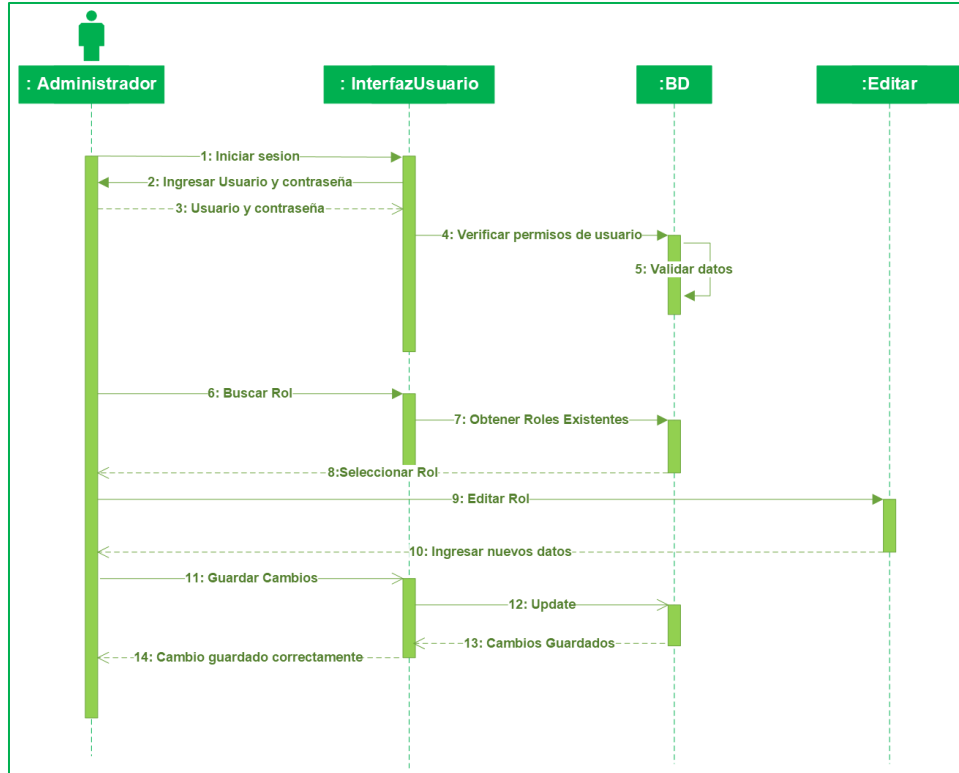 : Administrador
: InterfazUsuario
:BD
:Editar
1: Iniciar sesion
2: Ingresar Usuario y contraseña
3: Usuario y contraseña
4: Verificar permisos de usuario
5: Validar datos
6: Buscar Rol
7: Obtener Roles Existentes
8:Seleccionar Rol
9: Editar Rol
10: Ingresar nuevos datos
11: Guardar Cambios
12: Update
13: Cambios Guardados
14: Cambio guardado correctamente